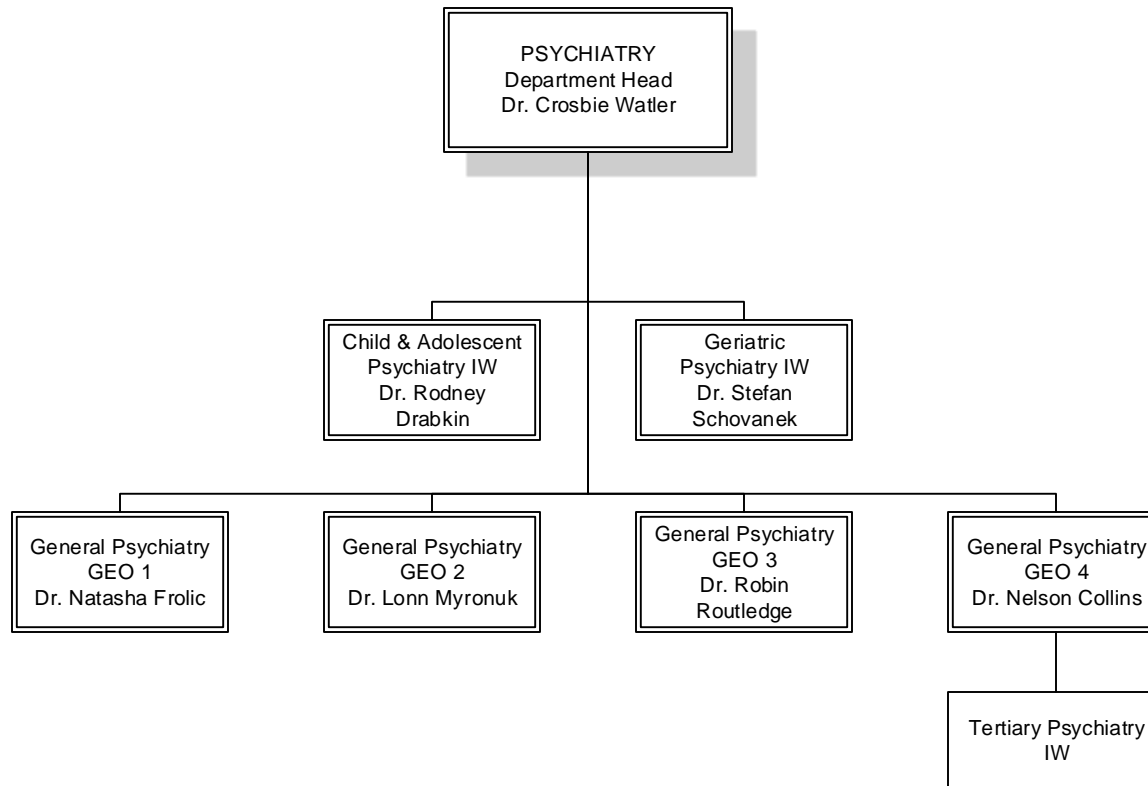 PSYCHIATRY
Department Head
Dr. Crosbie Watler
Child & Adolescent
Psychiatry IW
Dr. Rodney
Drabkin
Geriatric
Psychiatry IW
Dr. Stefan
Schovanek
General Psychiatry
GEO 1
Dr. Natasha Frolic
General Psychiatry
GEO 2
Dr. Lonn Myronuk
General Psychiatry
GEO 3
Dr. Robin
Routledge
General Psychiatry
GEO 4
Dr. Nelson Collins
Tertiary Psychiatry
IW